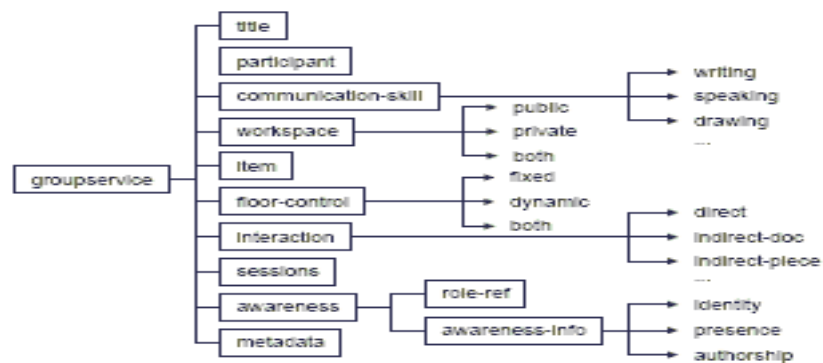 title
participant
communication-skill
workspace
item
groupservice
floor-control
interaction
sessions
awareness
metadata
public
private
both
fixed
dynamic
both
role-ref
awareness-info
writing
speaking
drawing
...
direct
indirect-doc
indirect-piece
...
identity
presence
authorship